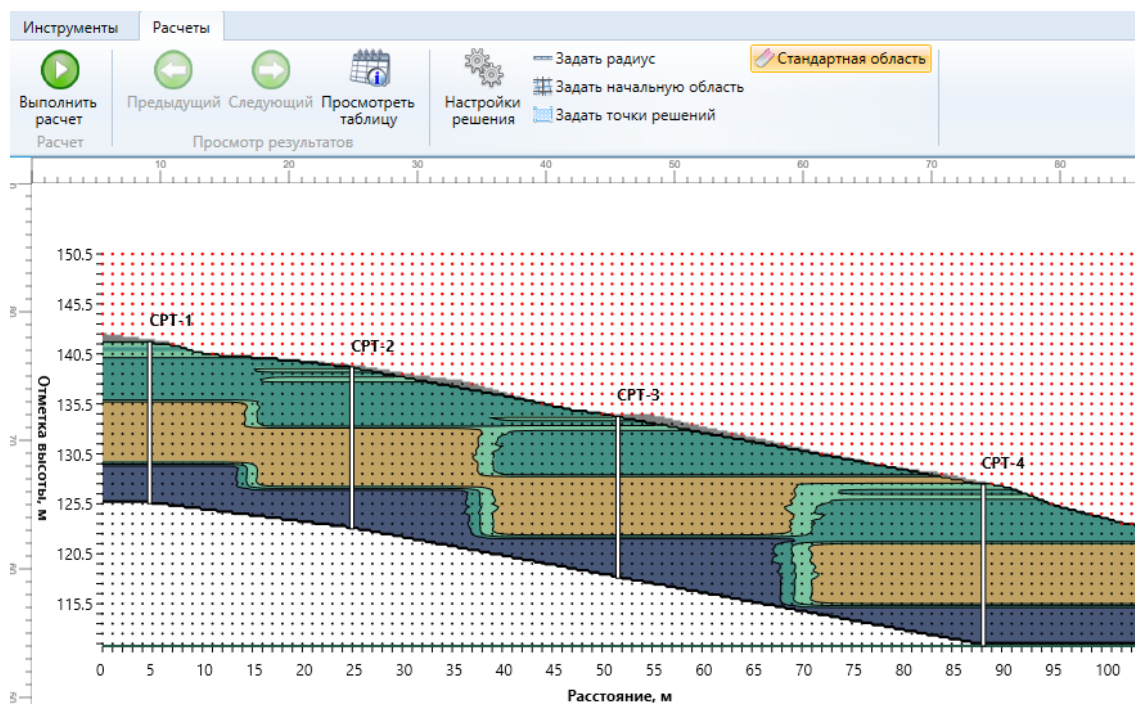 Инструменты Расчеты
Выполнить расчет
Расчет
Предыдущий Следующий Просмотреть таблицу
Просмотр результатов
Настройки решения
Задать радиус
Задать начальную область
Задать точки решений
Стандартная область
10 20 30 40 50 60 70 80
150.5
145.5
140.5
135.5
130.5
125.5
120.5
115.5
Отметка высоты, м
CPT-1
CPT-2
CPT-3
CPT-4
0 5 10 15 20 25 30 35 40 45 50 55 60 65 70 75 80 85 90 95 100
Расстояние, м